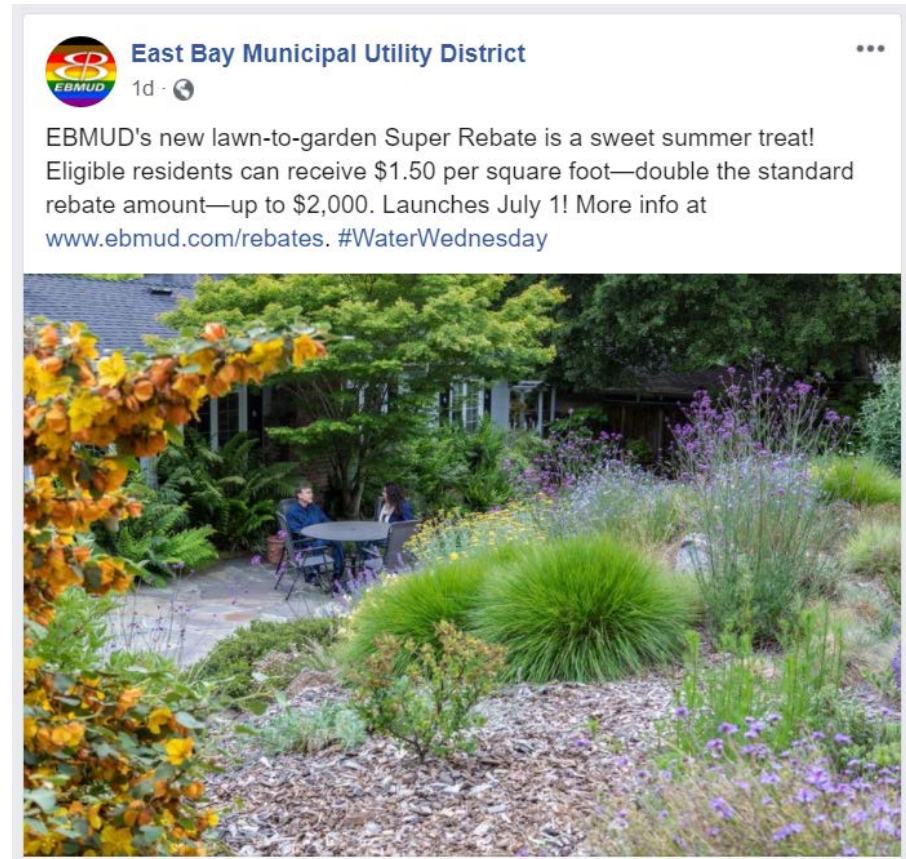 EBMUD
East Bay Municipal Utility District
1d ·
EBMUD's new lawn-to-garden Super Rebate is a sweet summer treat!
Eligible residents can receive $1.50 per square foot—double the standard
rebate amount—up to $2,000. Launches July 1! More info at
www.ebmud.com/rebates. #WaterWednesday